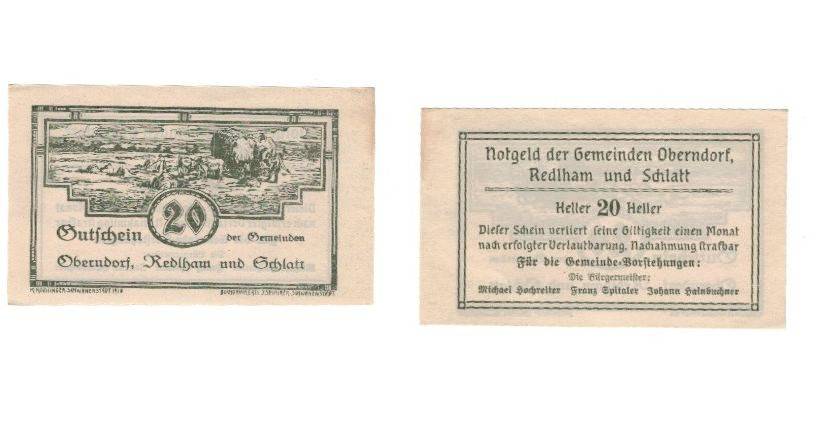 20
Gutschein der Gemeinden
Oberndorf, Redlham und Schlatt
Notgeld der Gemeinden Oberndorf,
Redlham und Schlatt
Heller 20 Heller
Dieser Schein verliert seine Giltigkeit einen Monat
nach erfolgter Verlautbarung. Nachahmung strafbar
Für die Gemeinde-Vorstehungen:
Die Bürgermeister:
Michael Hochreiter Franz Spitaler Johann Hainbuchner